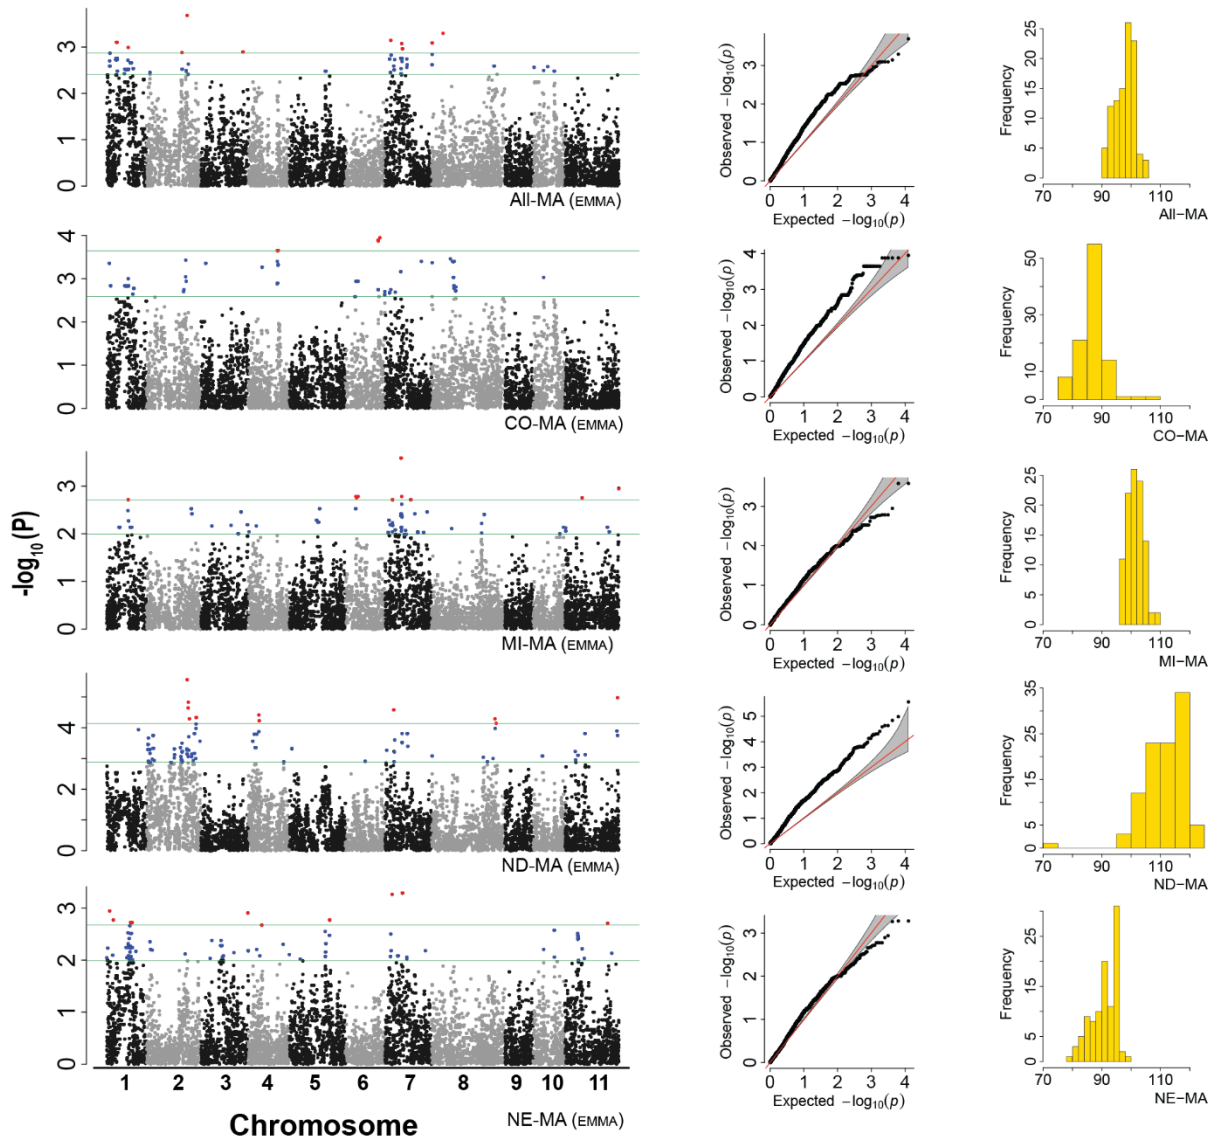 -log10(P)
3
2
1
0
All-MA (EMMA)
Observed -log10(p)
3
2
1
0
0 1 2 3 4
Expected -log10(p)
Frequency
25
15
5
0
70 90 110
All-MA
4
3
2
1
0
CO-MA (EMMA)
Observed -log10(p)
4
3
2
1
0
0 1 2 3 4
Expected -log10(p)
Frequency
50
30
10
0
70 90 110
CO-MA
3
2
1
0
MI-MA (EMMA)
Observed -log10(p)
3
2
1
0
0 1 2 3 4
Expected -log10(p)
Frequency
25
15
5
0
70 90 110
MI-MA
4
2
0
ND-MA (EMMA)
Observed -log10(p)
5
4
3
2
1
0
0 1 2 3 4
Expected -log10(p)
Frequency
35
25
15
5
0
70 90 110
ND-MA
3
2
1
0
1 2 3 4 5 6 7 8 9 10 11
Chromosome
NE-MA (EMMA)
Observed -log10(p)
3
2
1
0
0 1 2 3 4
Expected -log10(p)
Frequency
25
15
5
0
70 90 110
NE-MA